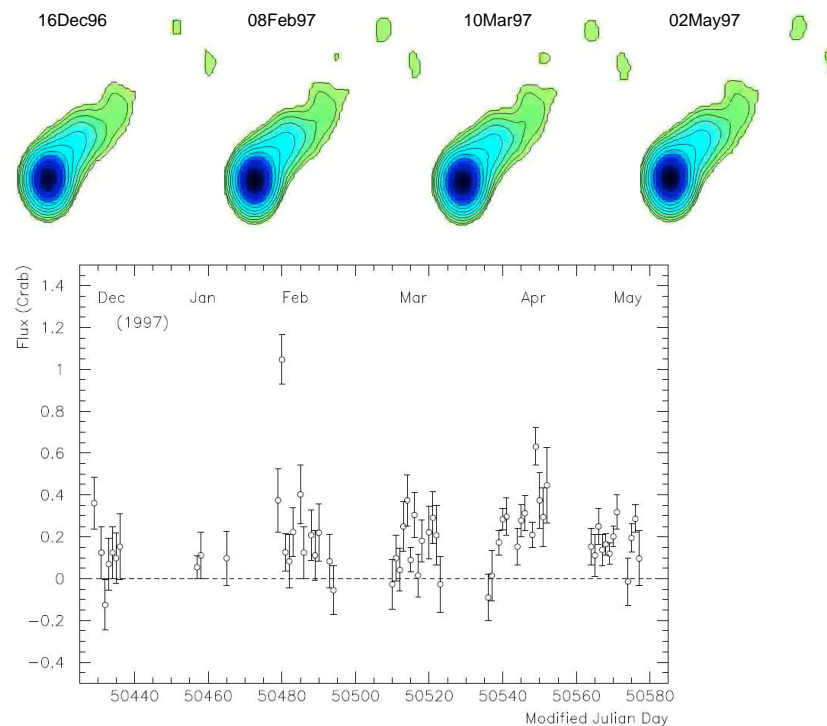 16Dec96 08Feb97 10Mar97 02May97
Flux (Crab)
1.4
1.2
1
0.8
0.6
0.4
0.2
0
-0.2
-0.4
Dec Jan Feb Mar Apr May
(1997)
50440 50460 50480 50500 50520 50540 50560 50580
Modified Julian Day